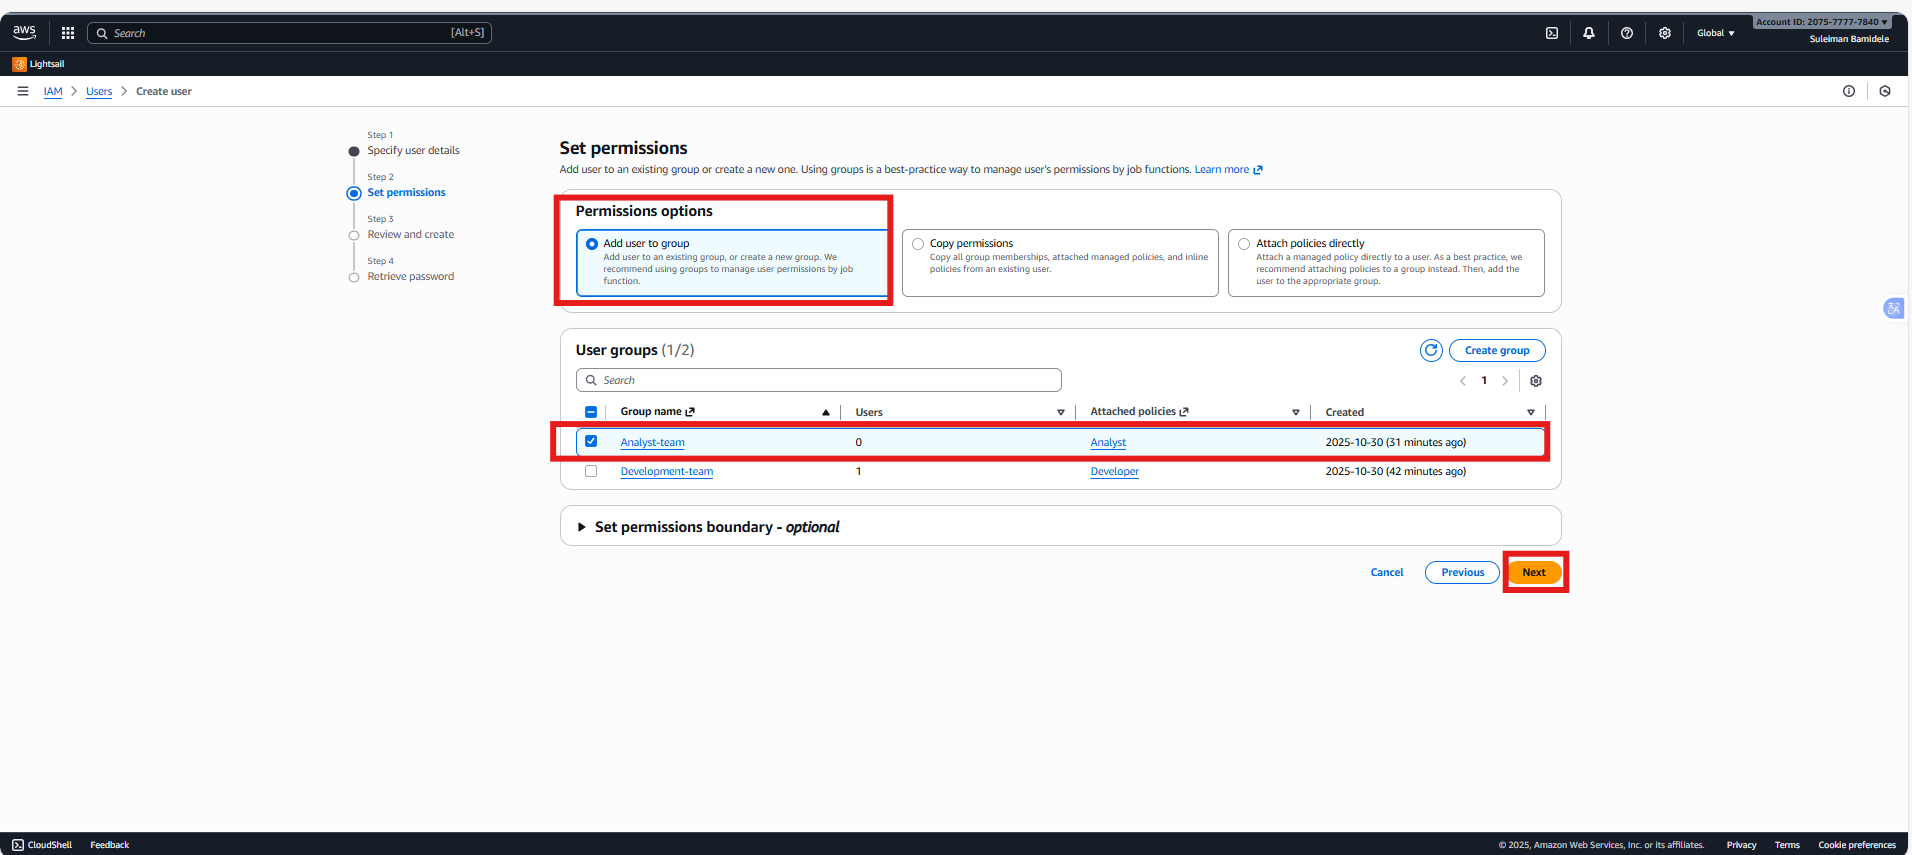 aws
Search
[Alt+S]
Global
Account ID: 2075-7777-7840
Suleiman Bamidele
Lightsail
IAM
Users
Create user
Step 1
Specify user details
Step 2
Set permissions
Step 3
Review and create
Step 4
Retrieve password
Set permissions
Add user to an existing group or create a new one. Using groups is a best-practice way to manage user's permissions by job functions. Learn more
Permissions options
Add user to group
Add user to an existing group, or create a new group. We
recommend using groups to manage user permissions by job
function.
Copy permissions
Copy all group memberships, attached managed policies, and inline
policies from an existing user.
Attach policies directly
Attach a managed policy directly to a user. As a best practice, we
recommend attaching policies to a group instead. Then, add the
user to the appropriate group.
User groups (1/2)
Create group
Search
1
Group name Users Attached policies Created
Analyst-team 0 Analyst 2025-10-30 (31 minutes ago)
Development-team 1 Developer 2025-10-30 (42 minutes ago)
Set permissions boundary - optional
Cancel Previous Next
CloudShell Feedback © 2025, Amazon Web Services, Inc. or its affiliates. Privacy Terms Cookie preferences